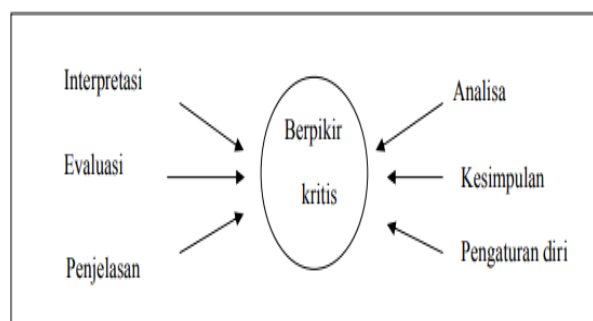 Interpretasi
Evaluasi
Penjelasan
Berpikir
kritis
Analisa
Kesimpulan
Pengaturan diri